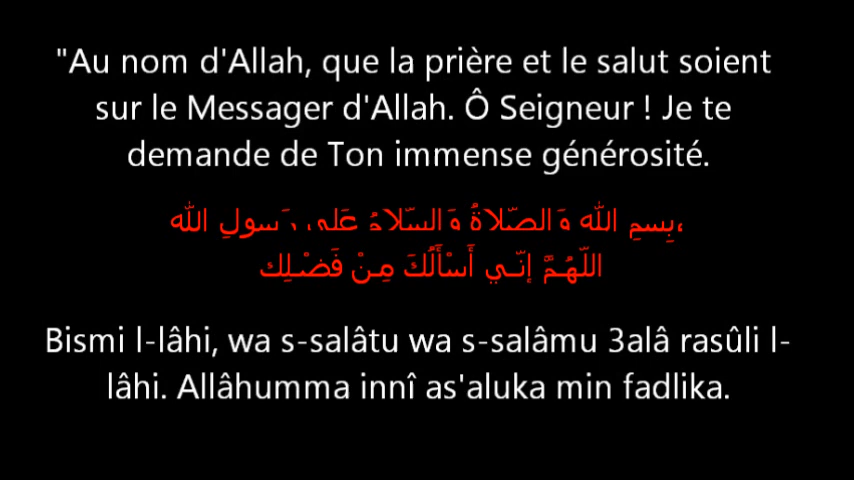 "Au nom d'Allah, que la prière et le salut soient
sur le Messager d'Allah. Ô Seigneur ! Je te
demande de Ton immense générosité.
بِسمِ الله وَالصّلاةُ وَالسّلامُ عَلى رَسولِ الله،
اللّهُمَّ إنّي أَسْأَلُكَ مِنْ فَضْلِك
Bismi l-lâhi, wa s-salâtu wa s-salâmu 3alâ rasûli l-
lâhi. Allâhumma innî as'aluka min fadlika.